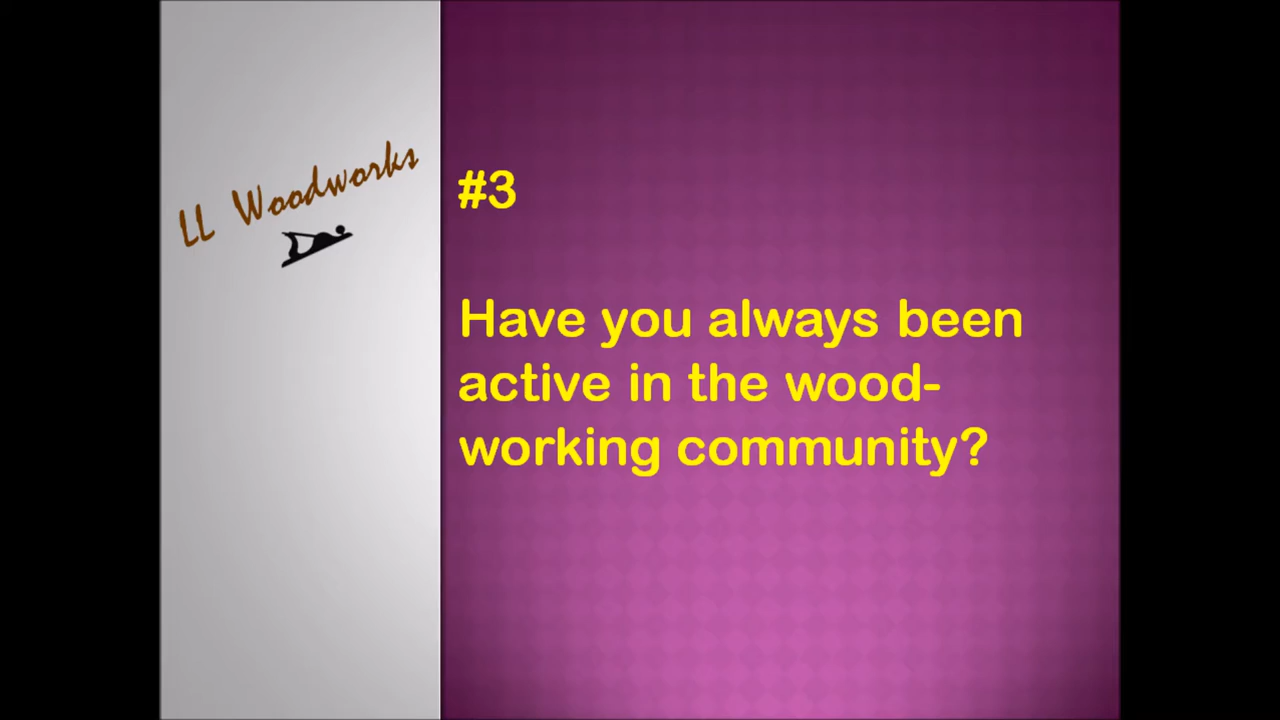 LL Woodworks
#3
Have you always been
active in the wood-
working community?